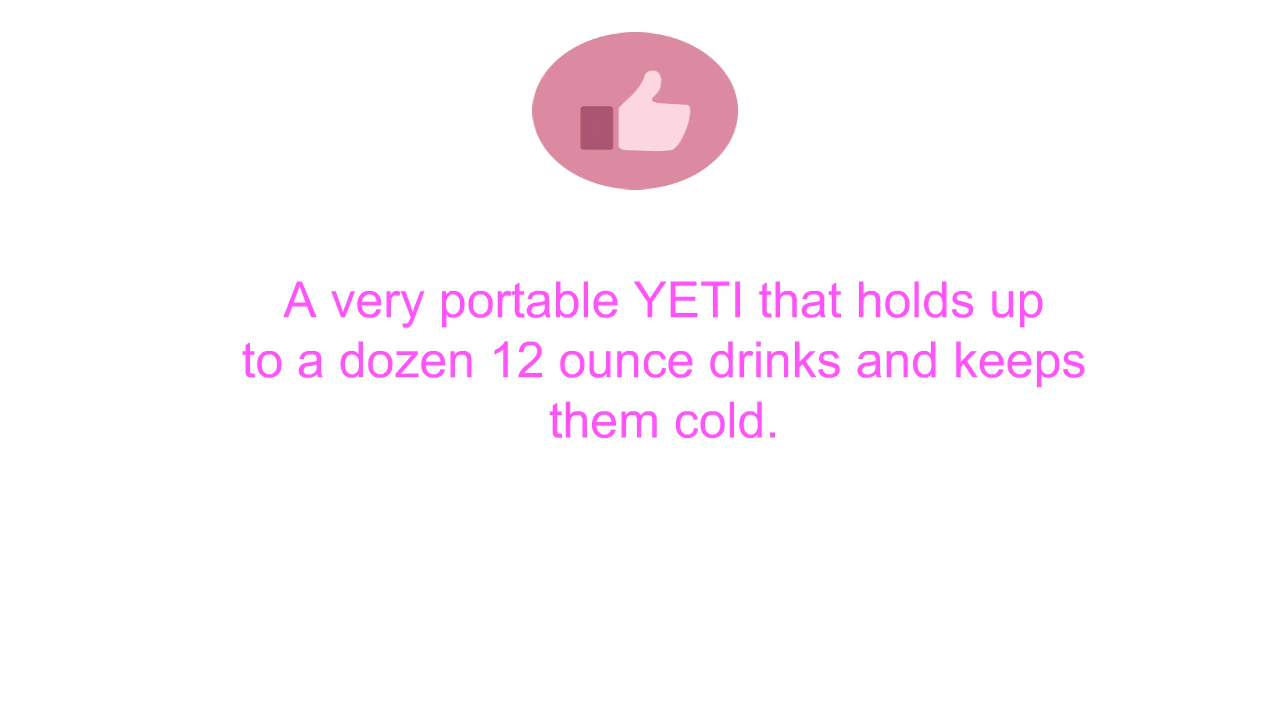 A very portable YETI that holds up
to a dozen 12 ounce drinks and keeps
them cold.